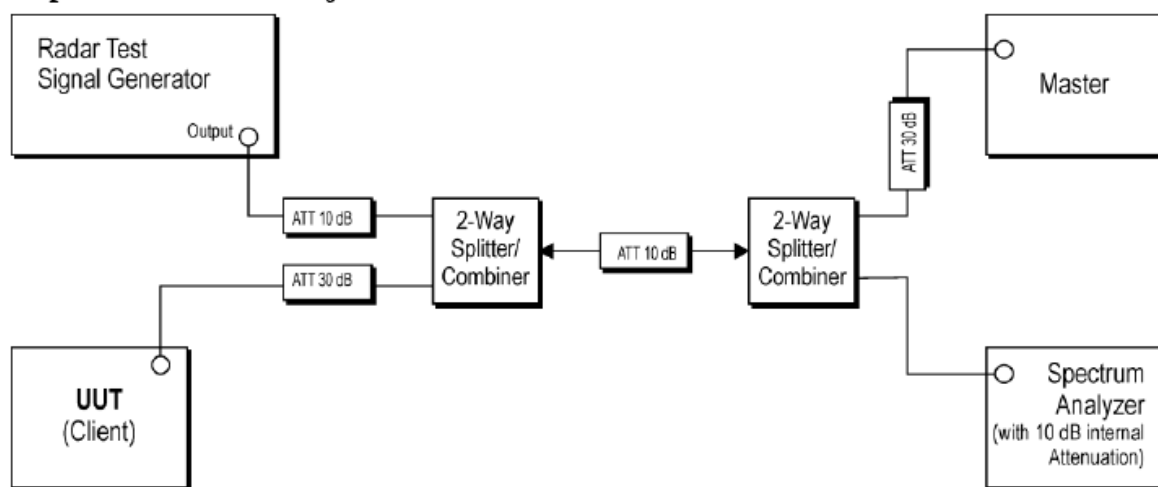 Radar Test
Signal Generator
Output
Master
ATT 30 dB
ATT 10 dB
2-Way
Splitter/
Combiner
ATT 10 dB
2-Way
Splitter/
Combiner
ATT 30 dB
UUT
(Client)
Spectrum
Analyzer
(with 10 dB internal
Attenuation)